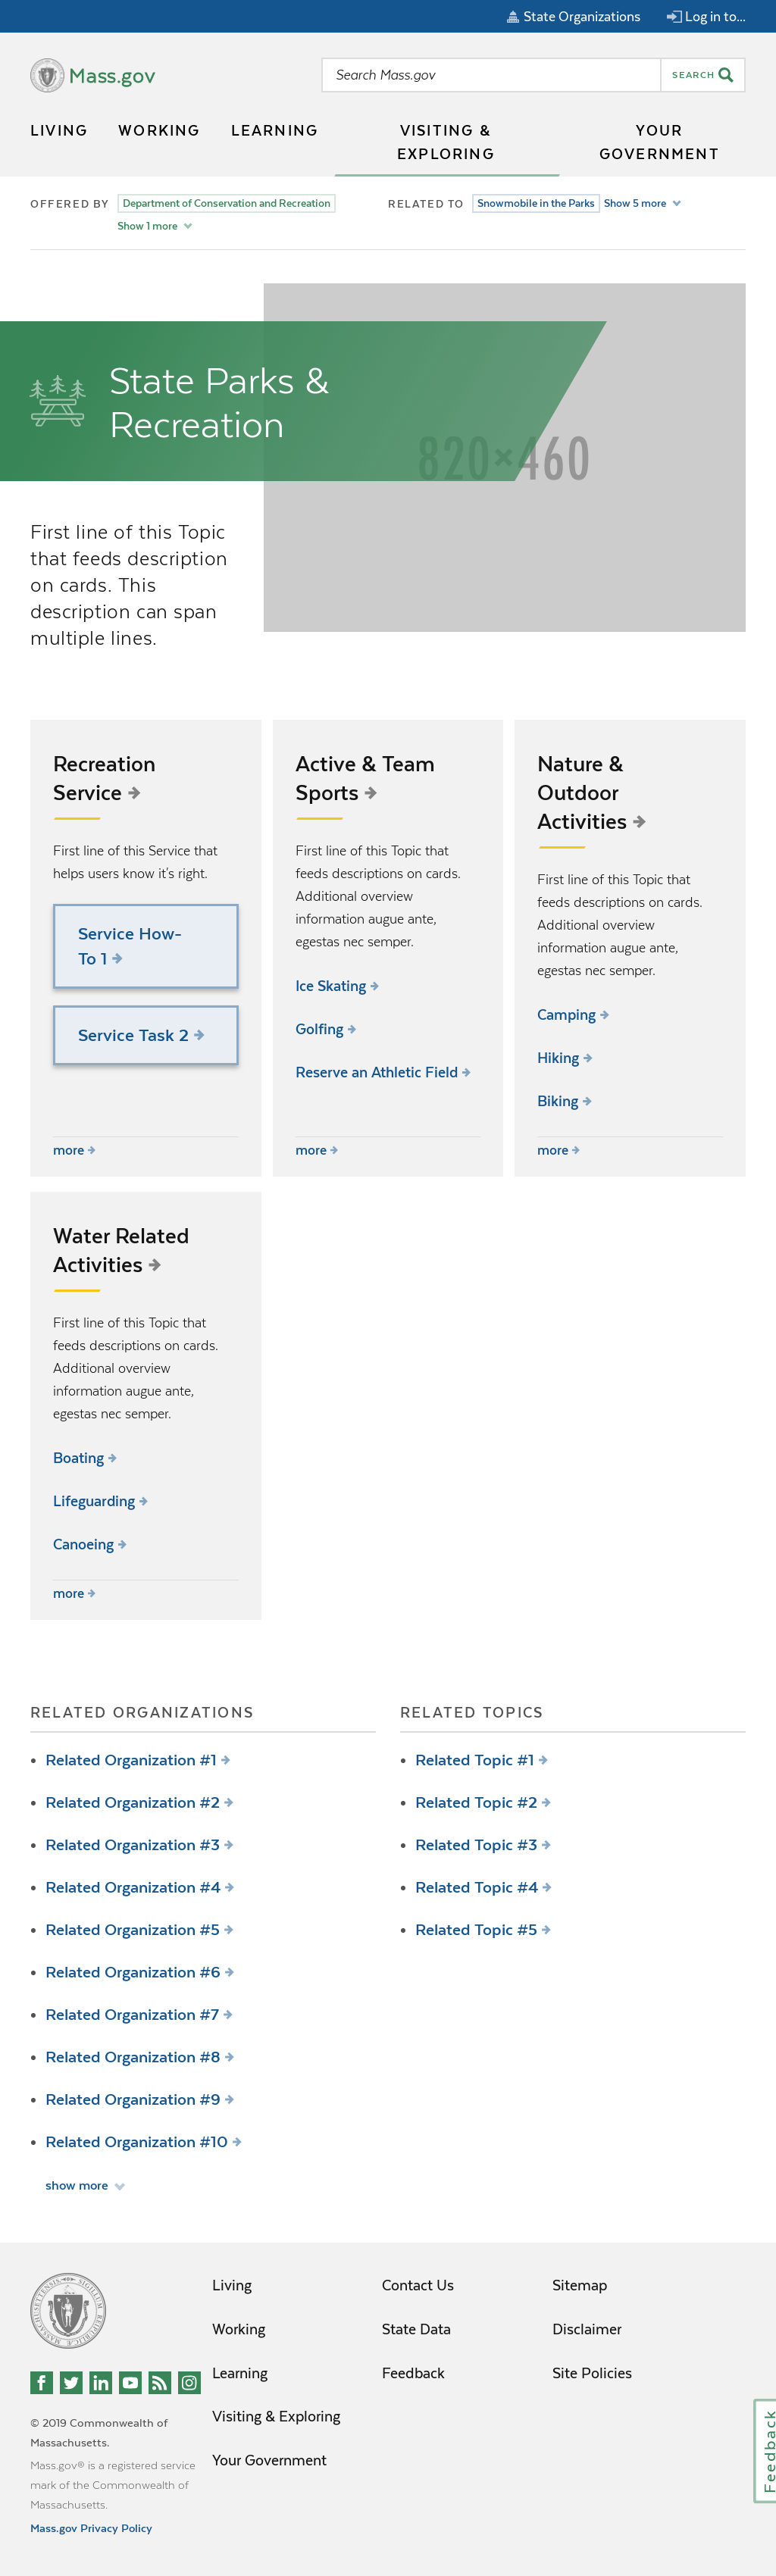 State Organizations
Log in to...
Mass.gov
Search Mass.gov
SEARCH
LIVING
WORKING
LEARNING
VISITING &
EXPLORING
YOUR
GOVERNMENT
OFFERED BY
Department of Conservation and Recreation
Show 1 more
RELATED TO
Snowmobile in the Parks
Show 5 more
State Parks &
Recreation
820×460
First line of this Topic
that feeds description
on cards. This
description can span
multiple lines.
Recreation
Service
First line of this Service that
helps users know it's right.
Service How-
To 1
Service Task 2
more
Active & Team
Sports
First line of this Topic that
feeds descriptions on cards.
Additional overview
information augue ante,
egestas nec semper.
Ice Skating
Golfing
Reserve an Athletic Field
more
Nature &
Outdoor
Activities
First line of this Topic that
feeds descriptions on cards.
Additional overview
information augue ante,
egestas nec semper.
Camping
Hiking
Biking
more
Water Related
Activities
First line of this Topic that
feeds descriptions on cards.
Additional overview
information augue ante,
egestas nec semper.
Boating
Lifeguarding
Canoeing
more
RELATED ORGANIZATIONS
Related Organization #1
Related Organization #2
Related Organization #3
Related Organization #4
Related Organization #5
Related Organization #6
Related Organization #7
Related Organization #8
Related Organization #9
Related Organization #10
show more
RELATED TOPICS
Related Topic #1
Related Topic #2
Related Topic #3
Related Topic #4
Related Topic #5
© 2019 Commonwealth of
Massachusetts.
Mass.gov® is a registered service
mark of the Commonwealth of
Massachusetts.
Mass.gov Privacy Policy
Living
Working
Learning
Visiting & Exploring
Your Government
Contact Us
State Data
Feedback
Sitemap
Disclaimer
Site Policies
Feedback